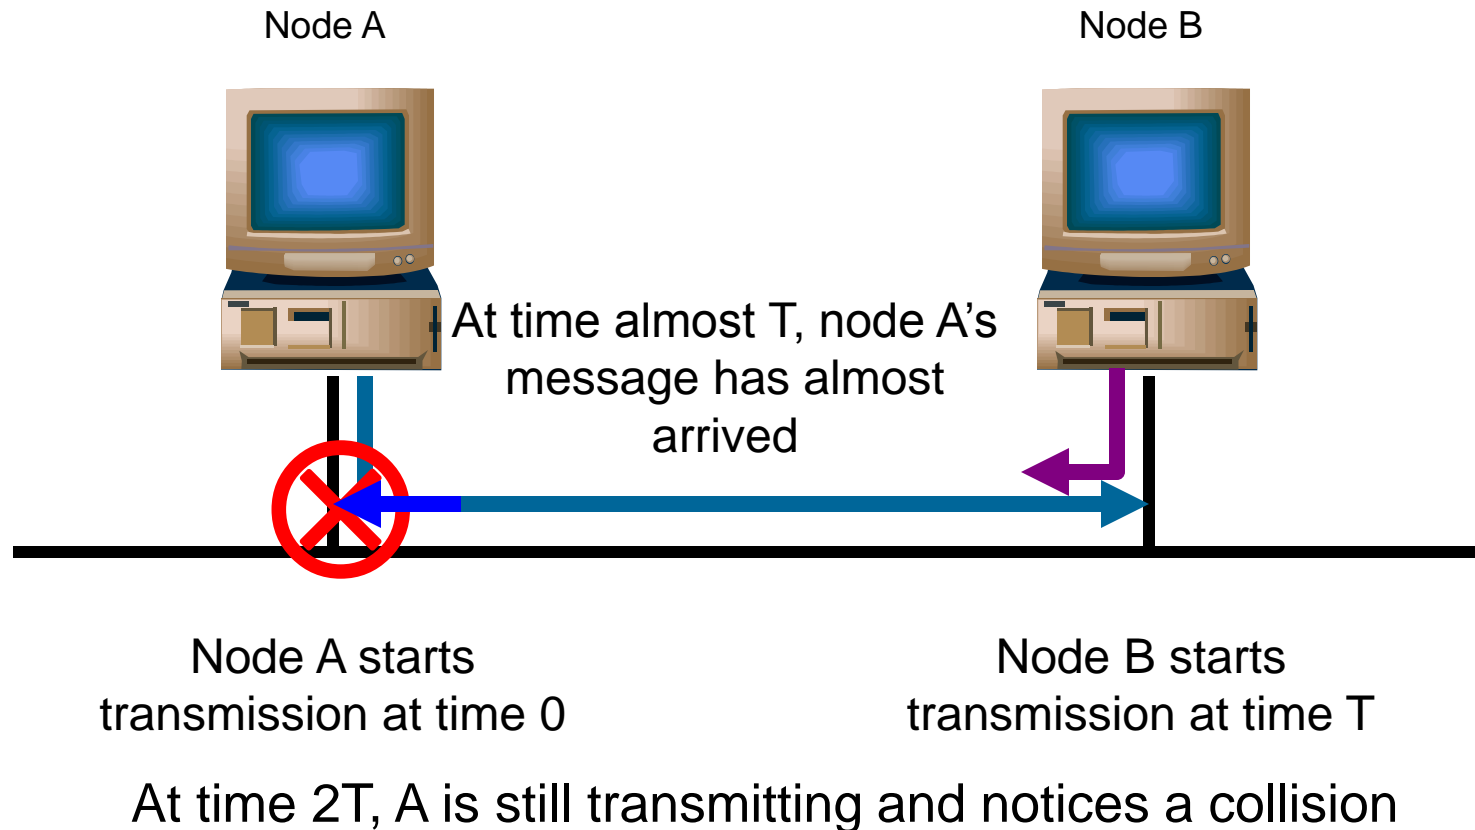 Node A
Node B
At time almost T, node A’s
message has almost
arrived
Node A starts
transmission at time 0
Node B starts
transmission at time T
At time 2T, A is still transmitting and notices a collision